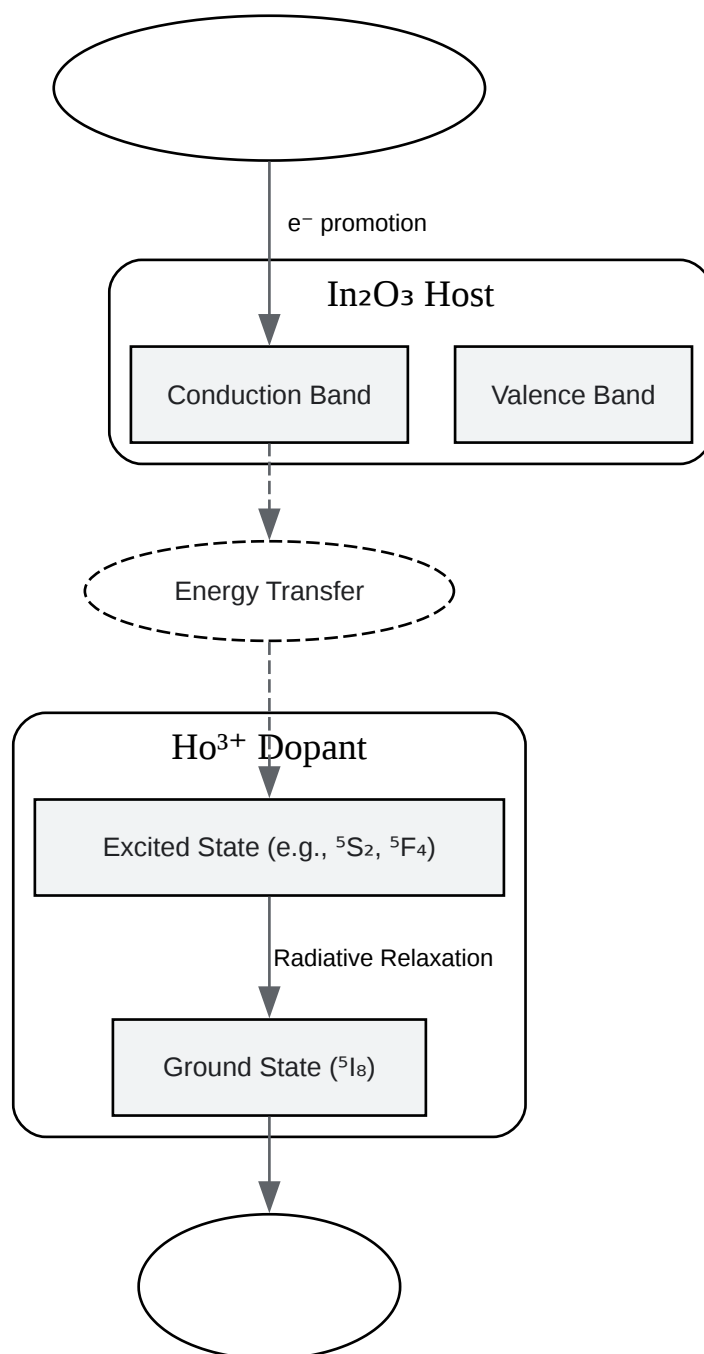 e⁻ promotion
In₂O₃ Host
Conduction Band
Valence Band
Energy Transfer
Ho³⁺ Dopant
Excited State (e.g., ⁵S₂, ⁵F₄)
Radiative Relaxation
Ground State (⁵I₈)